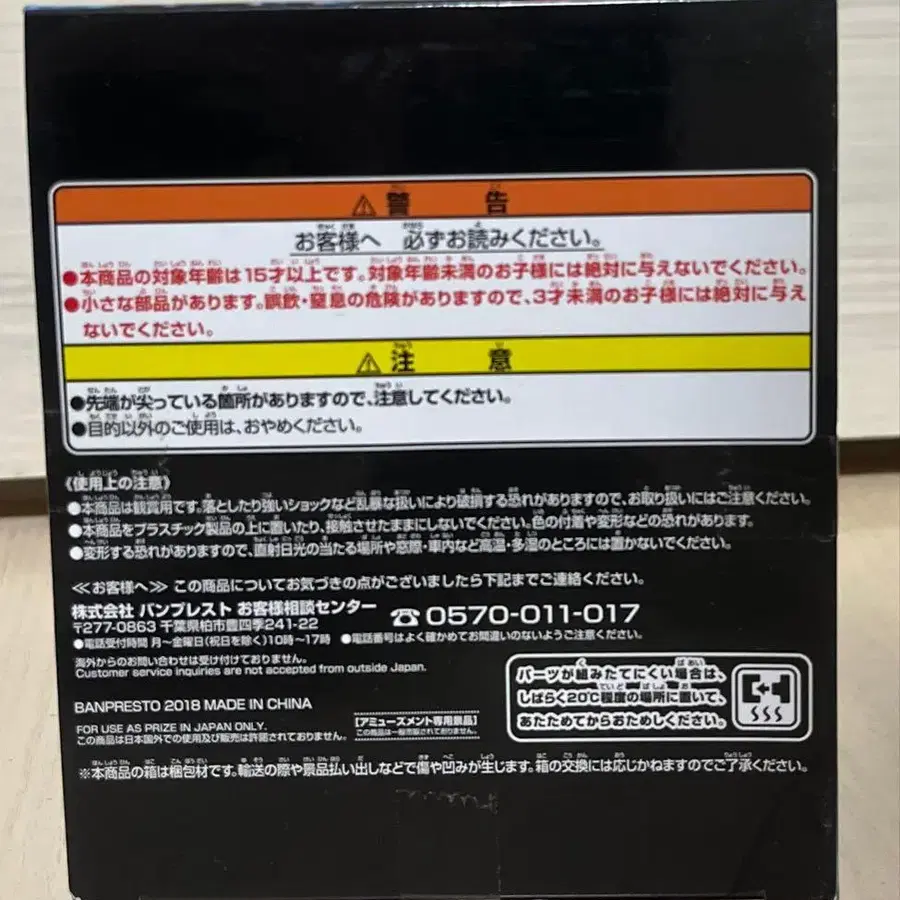 ⚠警告
お客様へ 必ずお読みください。
●本商品の対象年齢は15才以上です。対象年齢未満のお子様には絶対に与えないでください。
●小さな部品があります。誤飲・窒息の危険がありますので、3才未満のお子様には絶対に与え
ないでください。
⚠注意
●先端が尖っている箇所がありますので、注意してください。
●目的以外のご使用は、おやめください。
《使用上の注意》
●本商品は観賞用です。落としたり強いショックなど乱暴な扱いにより破損する恐れがありますので、お取り扱いにはご注意ください。
●本商品をプラスチック製品の上に置いたり、接触させたままにしないでください。色の付着や変形などの恐れがあります。
●変形する恐れがありますので、直射日光の当たる場所や窓際・車内など高温・多湿のところには置かないでください。
≪お客様へ≫ この商品についてお気づきの点がございましたら下記までご連絡ください。
株式会社 バンプレスト お客様相談センター
☎0570-011-017
〒277-0863 千葉県柏市豊四季241-22
●電話受付時間 月〜金曜日(祝日を除く)10時〜17時 ●電話番号はよく確かめてお間違いのないようご注意ください。
海外からのお問い合わせは受け付けておりません。
Customer service inquiries are not accepted from outside Japan.
パーツが組みたてにくい場合は、
しばらく20℃程度の場所に置いて、
あたためてからおためしください。
BANPRESTO 2018 MADE IN CHINA
FOR USE AS PRIZE IN JAPAN ONLY.
この商品は日本国外での使用及び販売は許諾されておりません。
[アミューズメント専用景品]
この商品は一般市販されておりません。
※本商品の箱は梱包材です。輸送の際や景品払い出しなどで傷や凹みが生じます。箱の交換には応じかねますのでご了承ください。